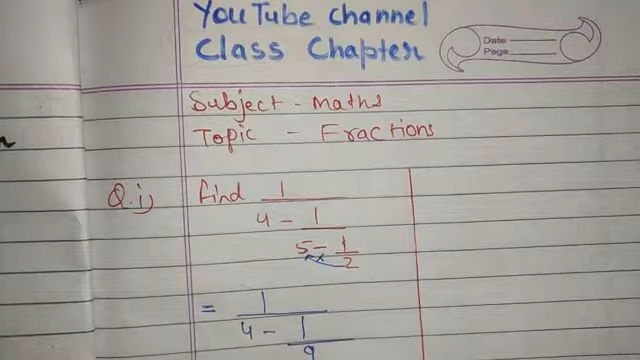 YouTube channel
Class Chapter
Date
Page
Subject - maths
Topic - Fractions
Q.1) find 1
4 - 1
5 - 1
2
= 1
4 - 1
9